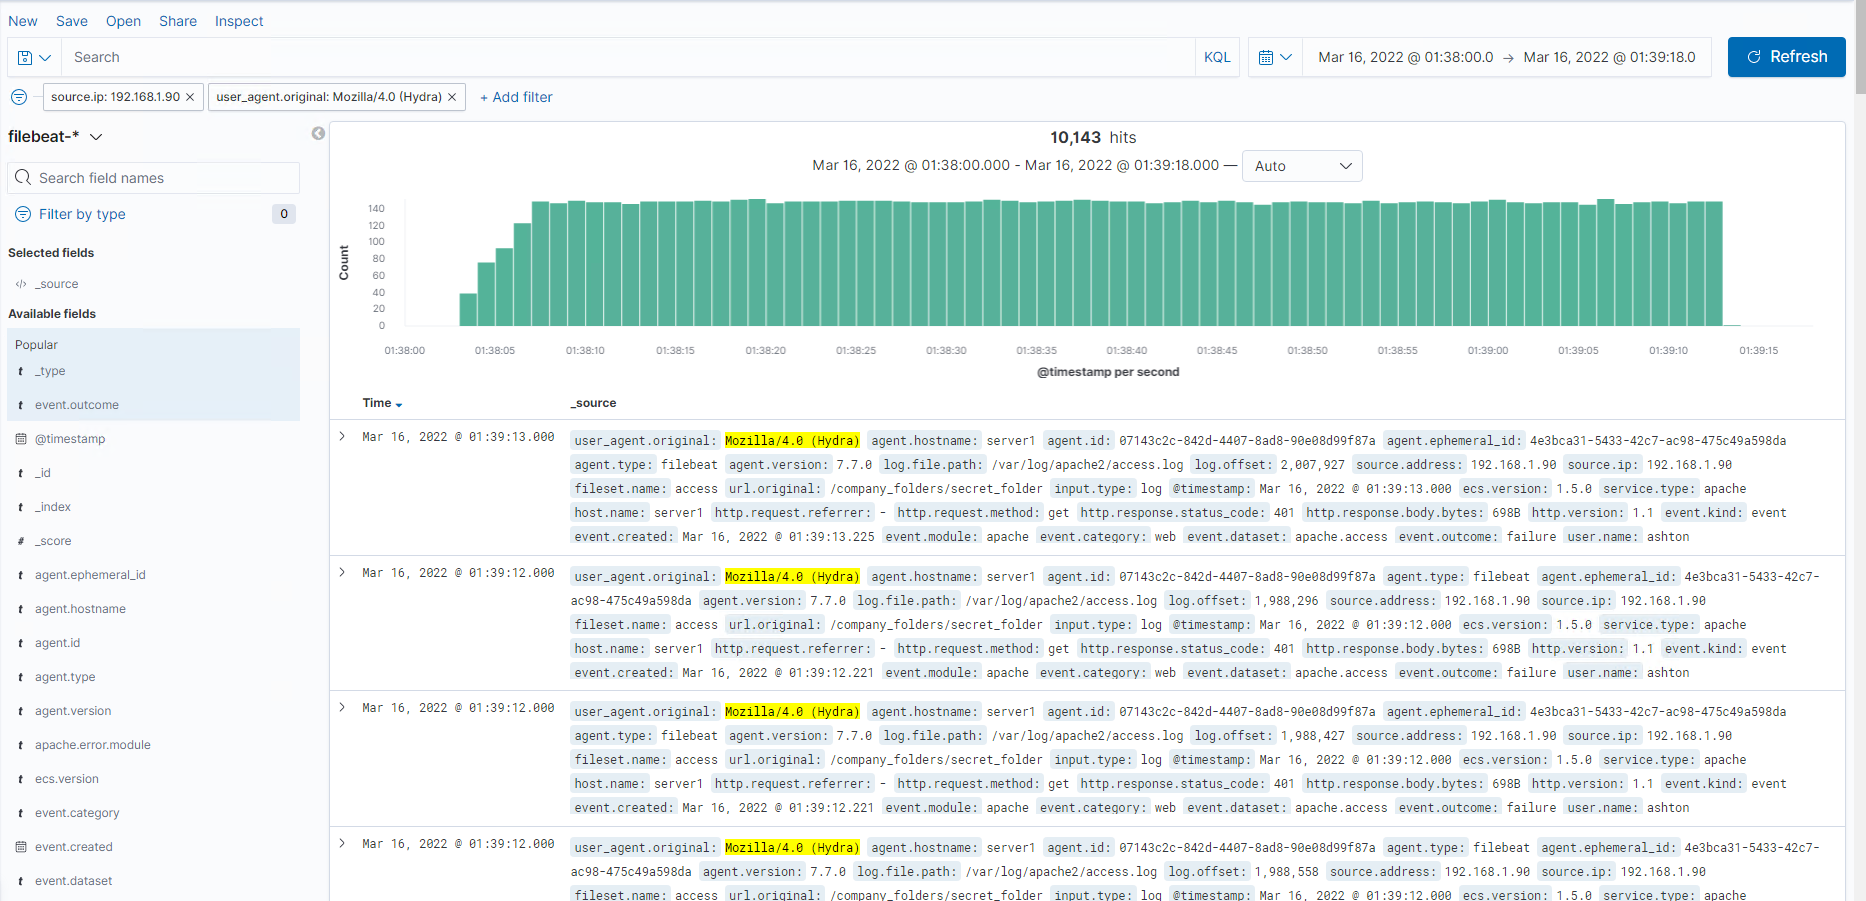 New Save Open Share Inspect
Search KQL Mar 16, 2022 @ 01:38:00.0 → Mar 16, 2022 @ 01:39:18.0 Refresh
source.ip: 192.168.1.90 × user_agent.original: Mozilla/4.0 (Hydra) × + Add filter
filebeat-*
Search field names
Filter by type 0
Selected fields
</> _source
Available fields
Popular
t _type
t event.outcome
@timestamp
t _id
t _index
# _score
t agent.ephemeral_id
t agent.hostname
t agent.id
t agent.type
t agent.version
t apache.error.module
t ecs.version
t event.category
event.created
t event.dataset
10,143 hits
Mar 16, 2022 @ 01:38:00.000 - Mar 16, 2022 @ 01:39:18.000 — Auto
Count
140
120
100
80
60
40
20
0
01:38:00 01:38:05 01:38:10 01:38:15 01:38:20 01:38:25 01:38:30 01:38:35 01:38:40 01:38:45 01:38:50 01:38:55 01:39:00 01:39:05 01:39:10 01:39:15
@timestamp per second
Time _source
Mar 16, 2022 @ 01:39:13.000 user_agent.original: Mozilla/4.0 (Hydra) agent.hostname: server1 agent.id: 07143c2c-842d-4407-8ad8-90e08d99f87a agent.ephemeral_id: 4e3bca31-5433-42c7-ac98-475c49a598da
agent.type: filebeat agent.version: 7.7.0 log.file.path: /var/log/apache2/access.log log.offset: 2,007,927 source.address: 192.168.1.90 source.ip: 192.168.1.90
fileset.name: access url.original: /company_folders/secret_folder input.type: log @timestamp: Mar 16, 2022 @ 01:39:13.000 ecs.version: 1.5.0 service.type: apache
host.name: server1 http.request.referrer: - http.request.method: get http.response.status_code: 401 http.response.body.bytes: 698B http.version: 1.1 event.kind: event
event.created: Mar 16, 2022 @ 01:39:13.225 event.module: apache event.category: web event.dataset: apache.access event.outcome: failure user.name: ashton
Mar 16, 2022 @ 01:39:12.000 user_agent.original: Mozilla/4.0 (Hydra) agent.hostname: server1 agent.id: 07143c2c-842d-4407-8ad8-90e08d99f87a agent.type: filebeat agent.ephemeral_id: 4e3bca31-5433-42c7-
ac98-475c49a598da agent.version: 7.7.0 log.file.path: /var/log/apache2/access.log log.offset: 1,988,296 source.address: 192.168.1.90 source.ip: 192.168.1.90
fileset.name: access url.original: /company_folders/secret_folder input.type: log @timestamp: Mar 16, 2022 @ 01:39:12.000 ecs.version: 1.5.0 service.type: apache
host.name: server1 http.request.referrer: - http.request.method: get http.response.status_code: 401 http.response.body.bytes: 698B http.version: 1.1 event.kind: event
event.created: Mar 16, 2022 @ 01:39:12.221 event.module: apache event.category: web event.dataset: apache.access event.outcome: failure user.name: ashton
Mar 16, 2022 @ 01:39:12.000 user_agent.original: Mozilla/4.0 (Hydra) agent.hostname: server1 agent.id: 07143c2c-842d-4407-8ad8-90e08d99f87a agent.ephemeral_id: 4e3bca31-5433-42c7-ac98-475c49a598da
agent.type: filebeat agent.version: 7.7.0 log.file.path: /var/log/apache2/access.log log.offset: 1,988,427 source.address: 192.168.1.90 source.ip: 192.168.1.90
fileset.name: access url.original: /company_folders/secret_folder input.type: log @timestamp: Mar 16, 2022 @ 01:39:12.000 ecs.version: 1.5.0 service.type: apache
host.name: server1 http.request.referrer: - http.request.method: get http.response.status_code: 401 http.response.body.bytes: 698B http.version: 1.1 event.kind: event
event.created: Mar 16, 2022 @ 01:39:12.221 event.module: apache event.category: web event.dataset: apache.access event.outcome: failure user.name: ashton
Mar 16, 2022 @ 01:39:12.000 user_agent.original: Mozilla/4.0 (Hydra) agent.hostname: server1 agent.id: 07143c2c-842d-4407-8ad8-90e08d99f87a agent.type: filebeat agent.ephemeral_id: 4e3bca31-5433-42c7-
ac98-475c49a598da agent.version: 7.7.0 log.file.path: /var/log/apache2/access.log log.offset: 1,988,558 source.address: 192.168.1.90 source.ip: 192.168.1.90
fileset.name: access url.original: /company_folders/secret_folder input.type: log @timestamp: Mar 16, 2022 @ 01:39:12.000 ecs.version: 1.5.0 service.type: apache